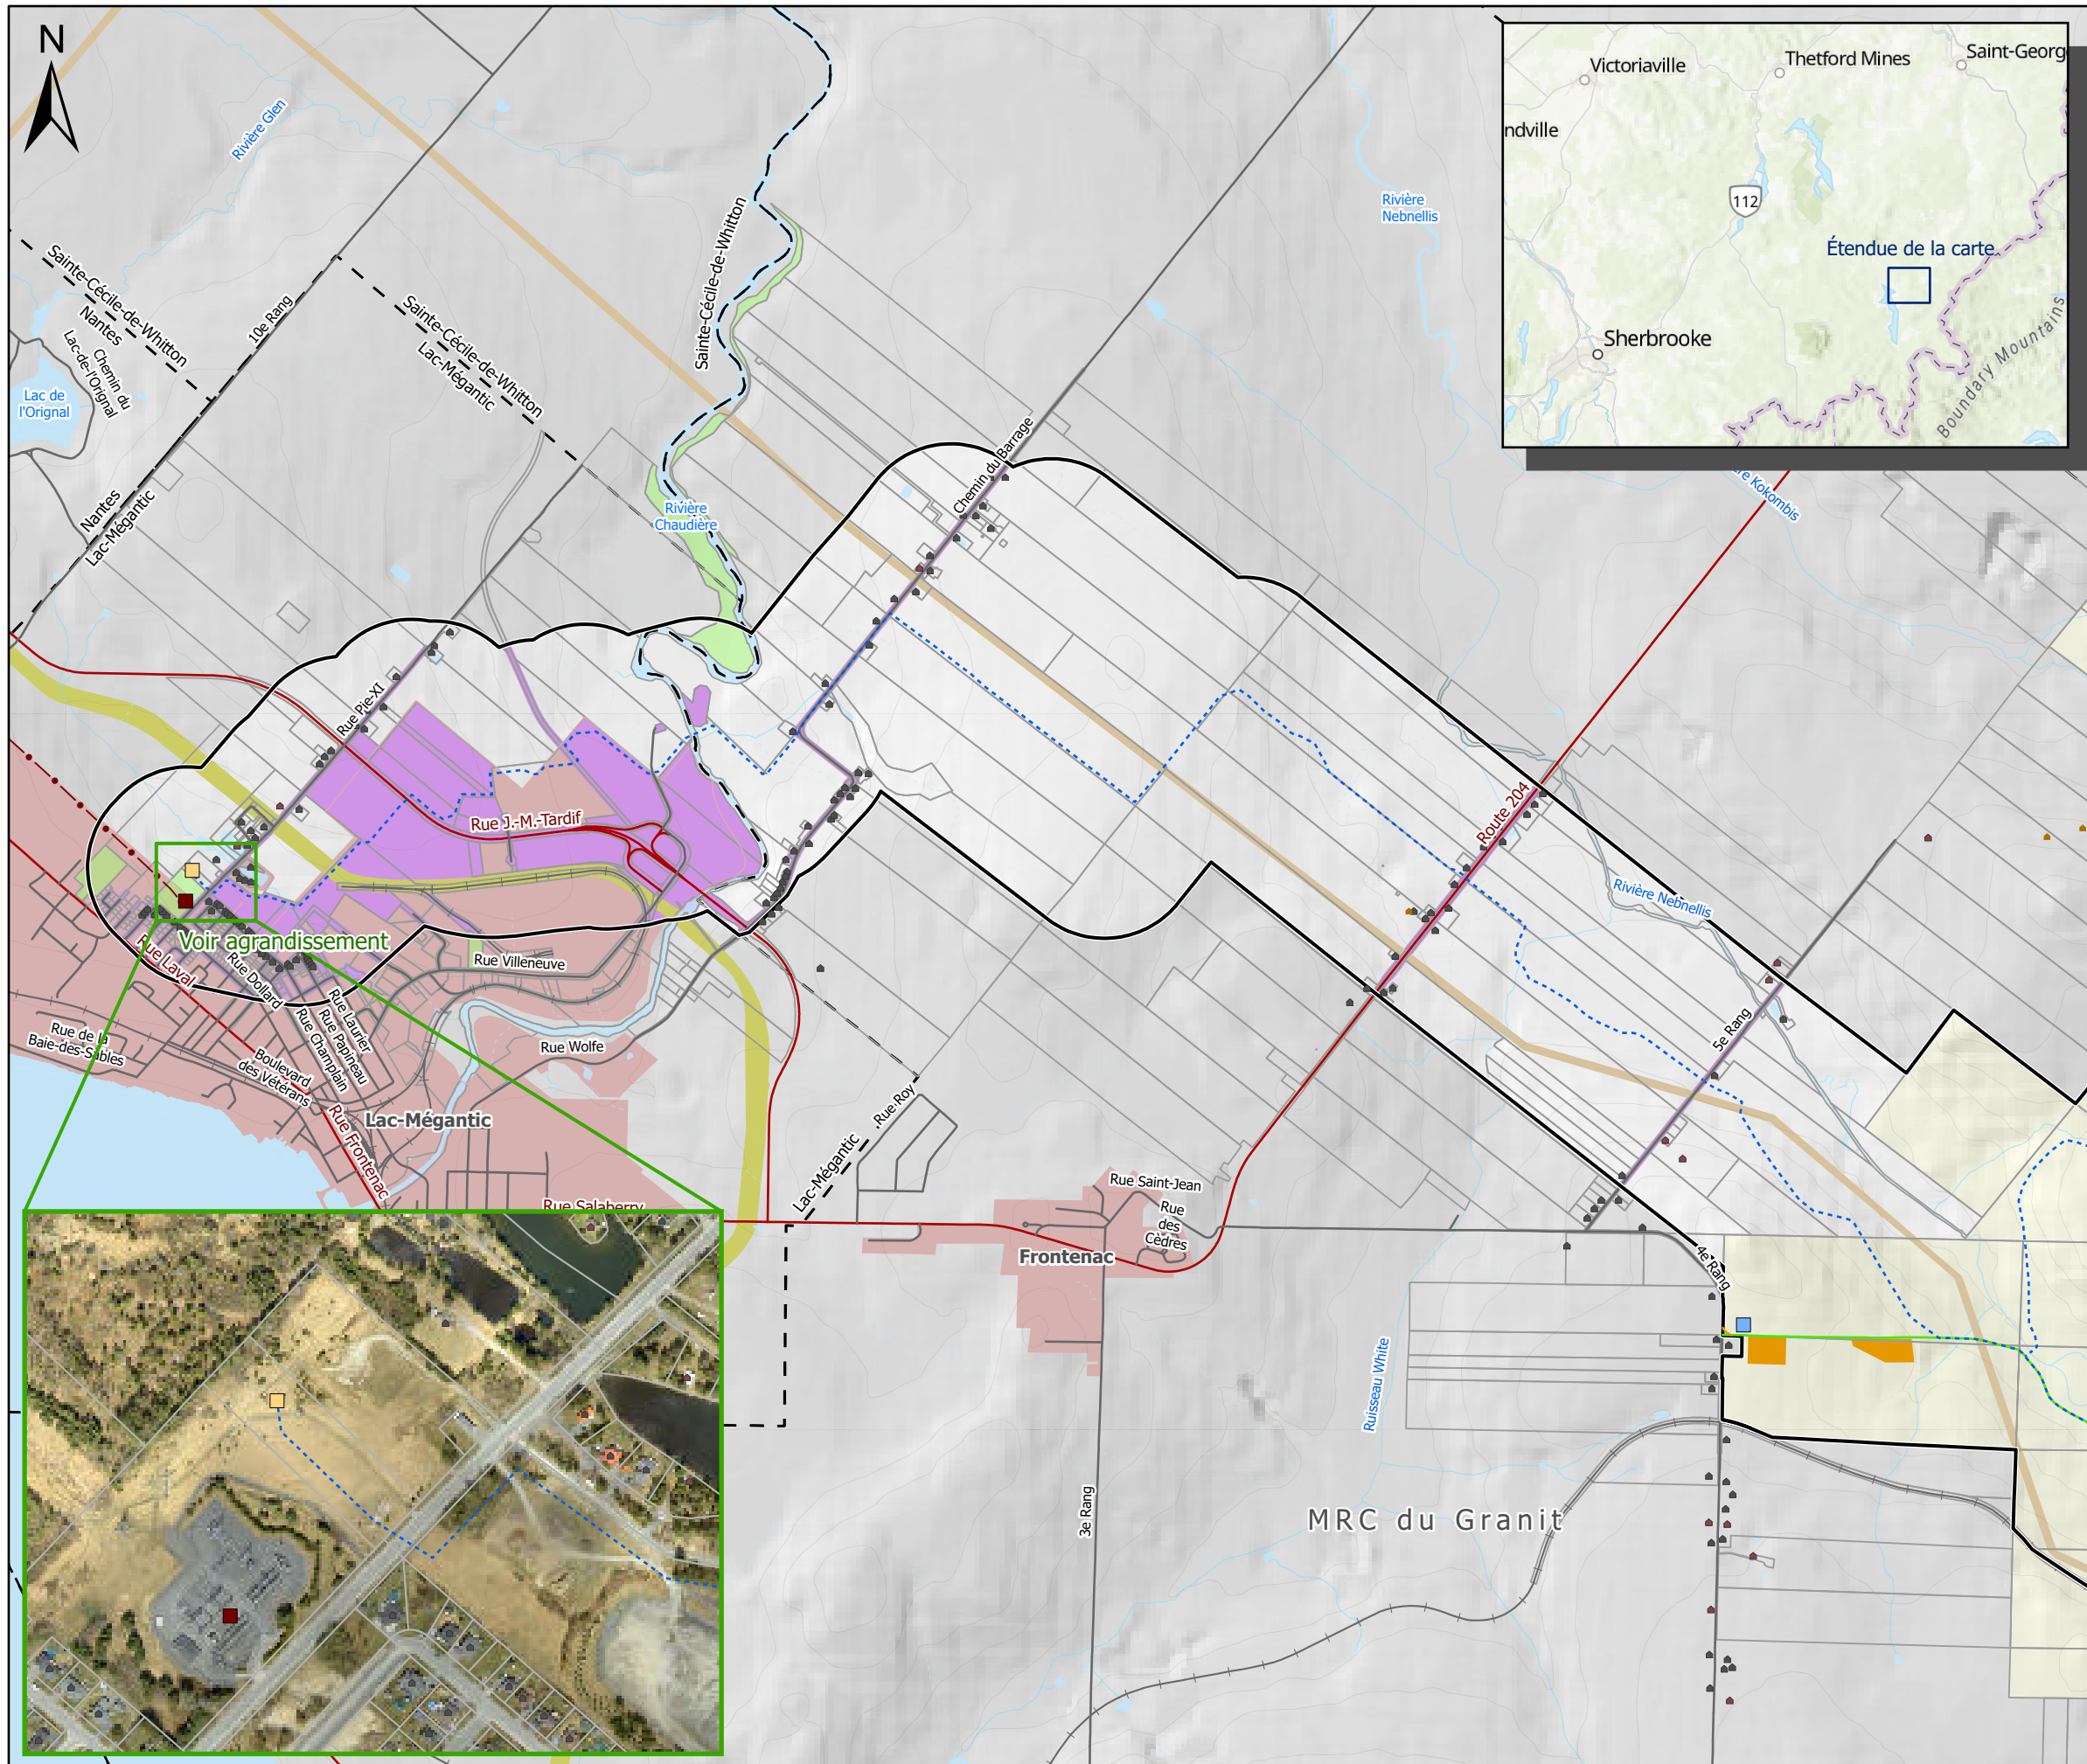 N
Victoriaville
Thetford Mines
Saint-Georg
ndville
112
Étendue de la carte
Sherbrooke
Boundary Mountains
Rivière Glen
Rivière
Nebnellis
Sainte-Cécile-de-Whitton
Sainte-Cécile-de-Whitton
Nantes
10e Rang
Sainte-Cécile-de-Whitton
Lac-Mégantic
Chemin du
Lac-de-l'Orignal
Lac de
l'Orignal
Nantes
Lac-Mégantic
Rivière
Chaudière
Chemin du Barrage
re Kokombis
Rue Pie-XI
Rue J.-M.-Tardif
Route 204
Rivière Nebnellis
Voir agrandissement
Rue Laval
Rue Dollard
Rue Villeneuve
Rue Laurier
Rue Papineau
Rue Champlain
Rue de la
Baie-des-Sables
Boulevard
des Vétérans
Rue Wolfe
5e Rang
Lac-Mégantic
Rue Frontenac
Rue Roy
Lac-Mégantic
Rue Salaberry
Rue Saint-Jean
Rue
des
Cèdres
Frontenac
4e Rang
Ruisseau White
3e Rang
MRC du Granit